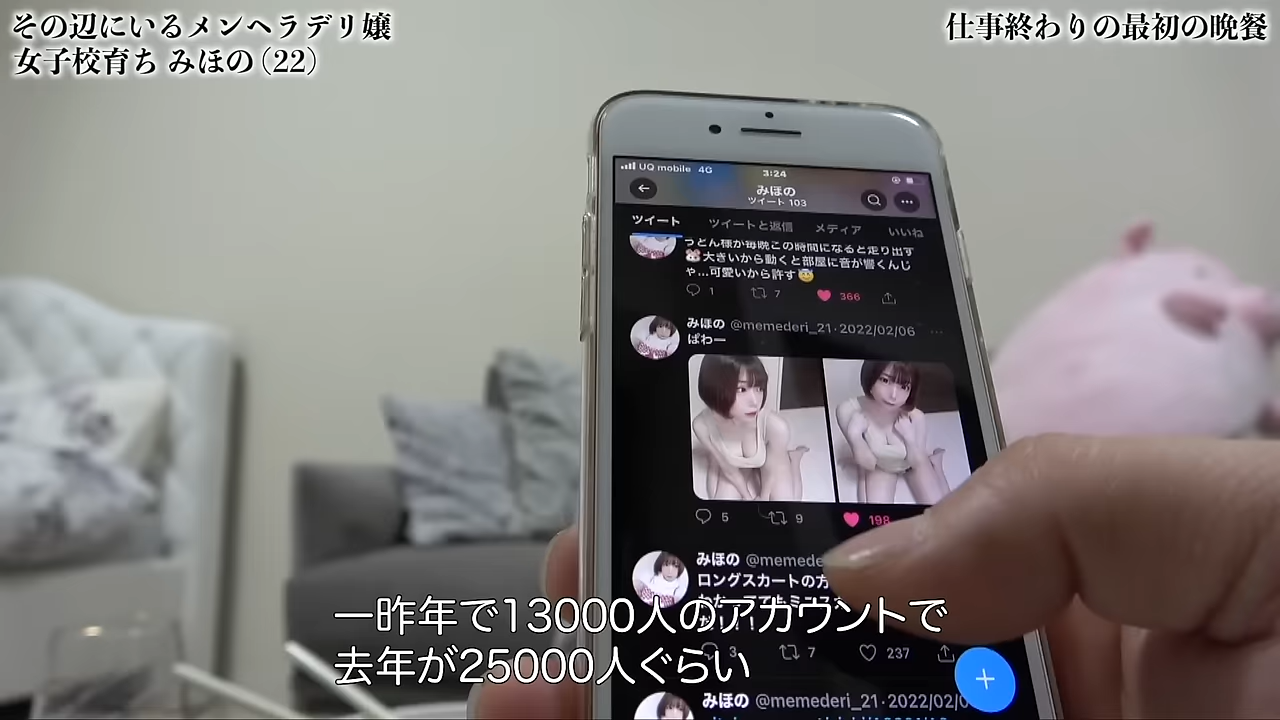 その辺にいるメンヘラデリ嬢
女子校育ち みほの（22）
仕事終わりの最初の晩餐
UQ mobile 4G
3:24
みほの
ツイート 103
ツイート ツイートと返信 メディア いいね
うどん様が毎晩この時間になると走り出す
大きいから動くと部屋に音が響くんじ
ゃ...可愛いから許す
1 7 366
みほの @memederi_21·2022/02/06
ぱわー
5 9 198
みほの @memede
ロングスカートの方
3 7 237
みほの @memederi_21·2022/02/0
一昨年で13000人のアカウントで
去年が25000人ぐらい